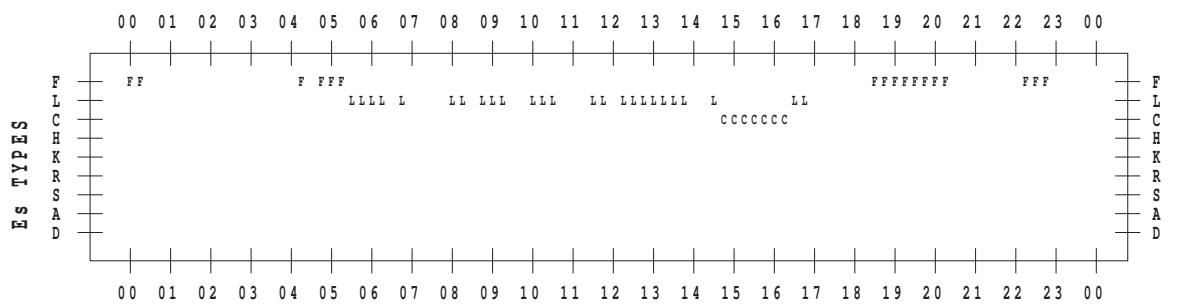 00 01 02 03 04 05 06 07 08 09 10 11 12 13 14 15 16 17 18 19 20 21 22 23 00
F FF F FFF FFFFFFFF FFF F
L LLLL L LL LLL LLL LL LLLLLLL L LL L
C CCCCCCC C
H H
K K
R R
S S
A A
D D
Es TYPES
00 01 02 03 04 05 06 07 08 09 10 11 12 13 14 15 16 17 18 19 20 21 22 23 00